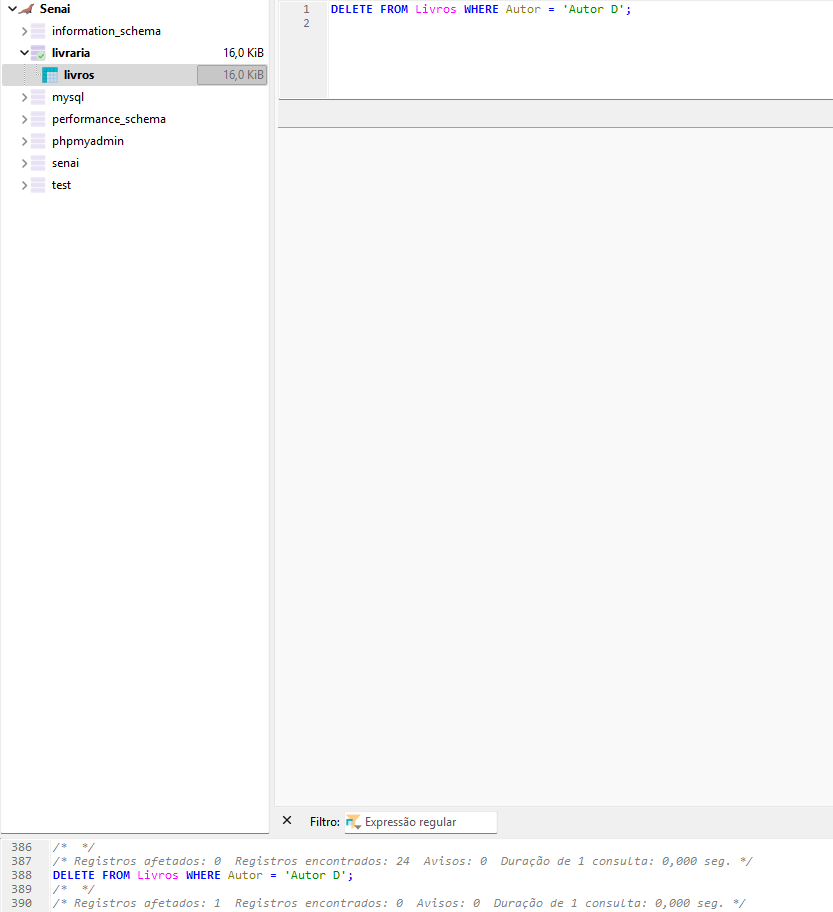 Senai
information_schema
livraria 16,0 KiB
livros 16,0 KiB
mysql
performance_schema
phpmyadmin
senai
test
1 DELETE FROM Livros WHERE Autor = 'Autor D';
2
Filtro: Expressão regular
386 /*  */
387 /* Registros afetados: 0  Registros encontrados: 24  Avisos: 0  Duração de 1 consulta: 0,000 seg. */
388 DELETE FROM Livros WHERE Autor = 'Autor D';
389 /*  */
390 /* Registros afetados: 1  Registros encontrados: 0  Avisos: 0  Duração de 1 consulta: 0,000 seg. */